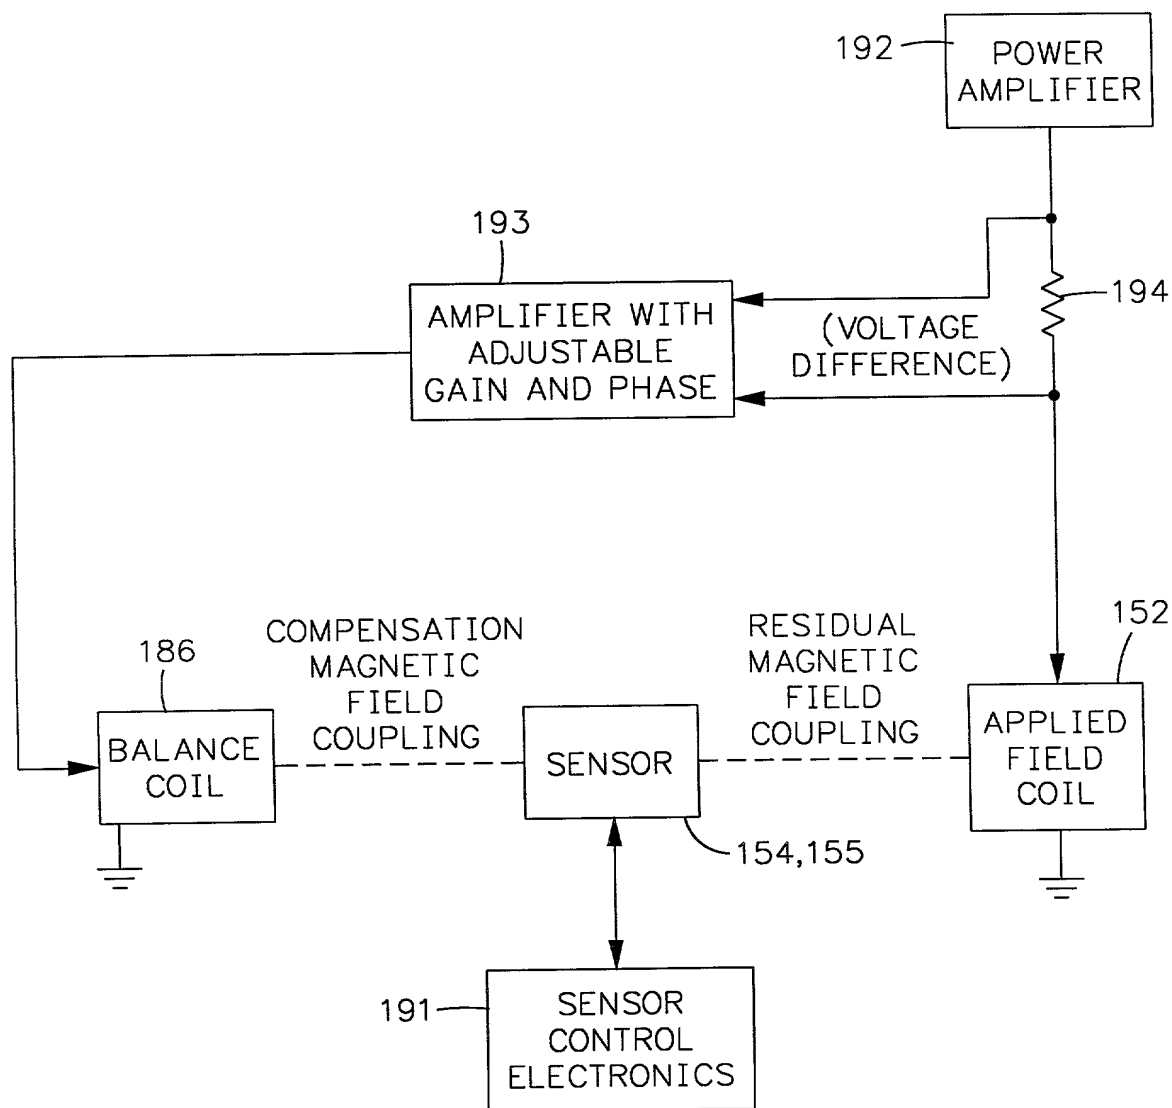 192
POWER
AMPLIFIER
193
AMPLIFIER WITH
ADJUSTABLE
GAIN AND PHASE
(VOLTAGE
DIFFERENCE)
194
186
BALANCE
COIL
COMPENSATION
MAGNETIC
FIELD
COUPLING
SENSOR
154,155
RESIDUAL
MAGNETIC
FIELD
COUPLING
152
APPLIED
FIELD
COIL
191
SENSOR
CONTROL
ELECTRONICS